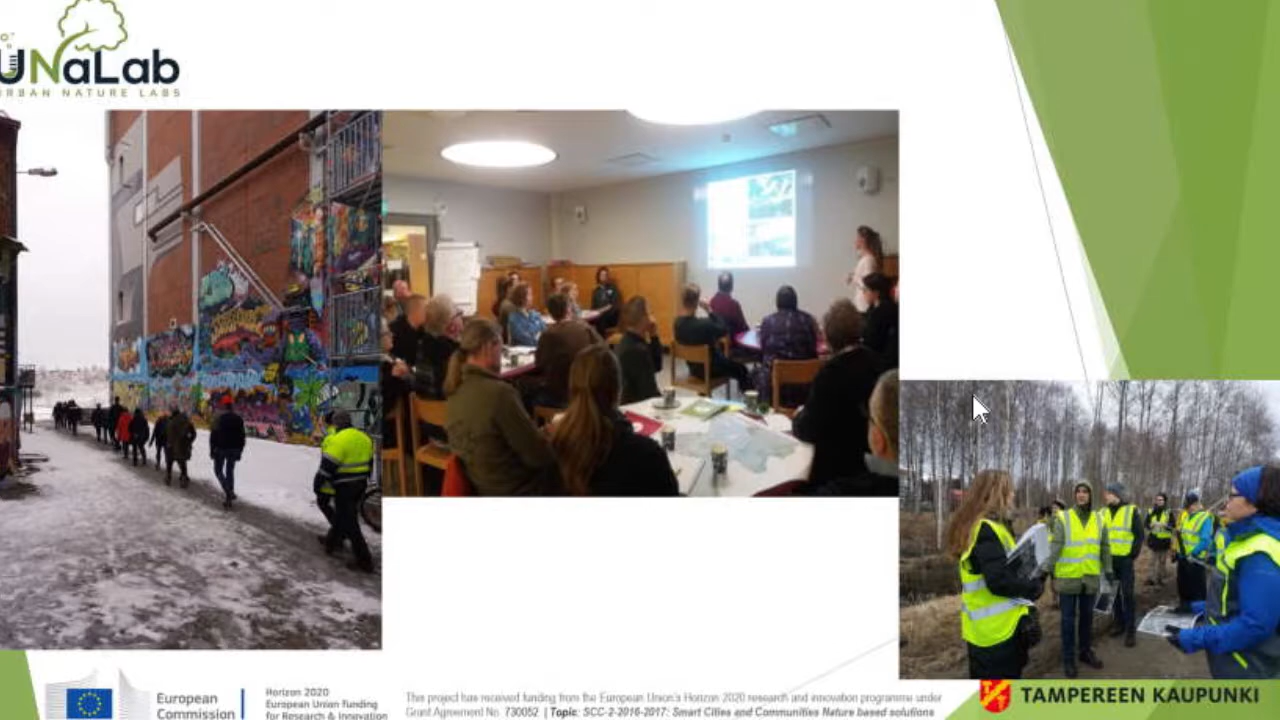 UNaLab
URBAN NATURE LABS
European
Commission
Horizon 2020
European Union funding
for Research & Innovation
This project has received funding from the European Union's Horizon 2020 research and innovation programme under
Grant Agreement No. 730052 | Topic: SCC-2-2016-2017: Smart Cities and Communities Nature based solutions
TAMPEREEN KAUPUNKI